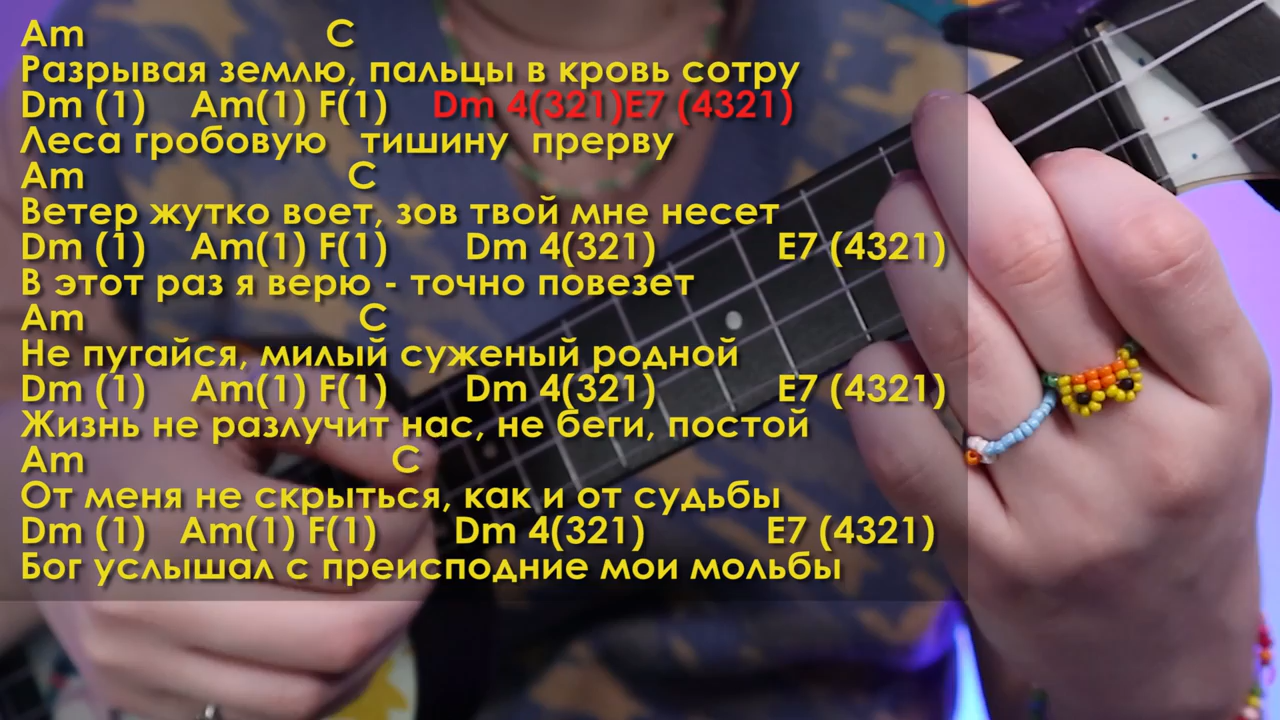 Am C
Разрывая землю, пальцы в кровь сотру
Dm (1) Am(1) F(1) Dm 4(321)E7 (4321)
Леса гробовую тишину прерву
Am C
Ветер жутко воет, зов твой мне несет
Dm (1) Am(1) F(1) Dm 4(321) E7 (4321)
В этот раз я верю - точно повезет
Am C
Не пугайся, милый суженый родной
Dm (1) Am(1) F(1) Dm 4(321) E7 (4321)
Жизнь не разлучит нас, не беги, постой
Am C
От меня не скрыться, как и от судьбы
Dm (1) Am(1) F(1) Dm 4(321) E7 (4321)
Бог услышал с преисподние мои мольбы